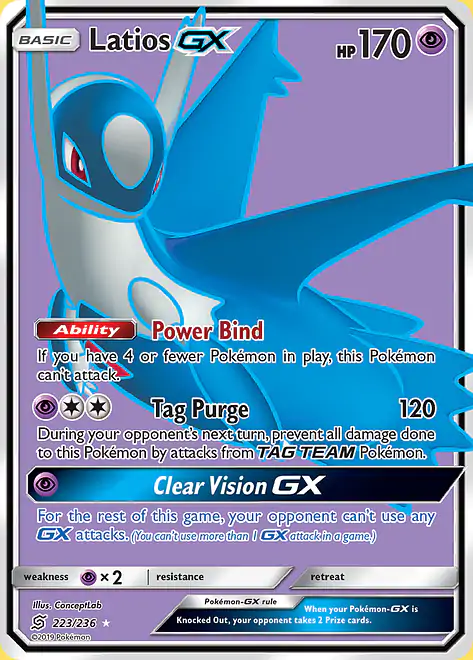 BASIC Latios GX HP 170
Ability Power Bind
If you have 4 or fewer Pokémon in play, this Pokémon
can't attack.
Tag Purge 120
During your opponent's next turn, prevent all damage done
to this Pokémon by attacks from TAG TEAM Pokémon.
Clear Vision GX
For the rest of this game, your opponent can't use any
GX attacks. (You can't use more than 1 GX attack in a game.)
weakness ×2 resistance retreat
Illus. ConceptLab
223/236
©2019 Pokémon
Pokémon-GX rule
When your Pokémon-GX is
Knocked Out, your opponent takes 2 Prize cards.